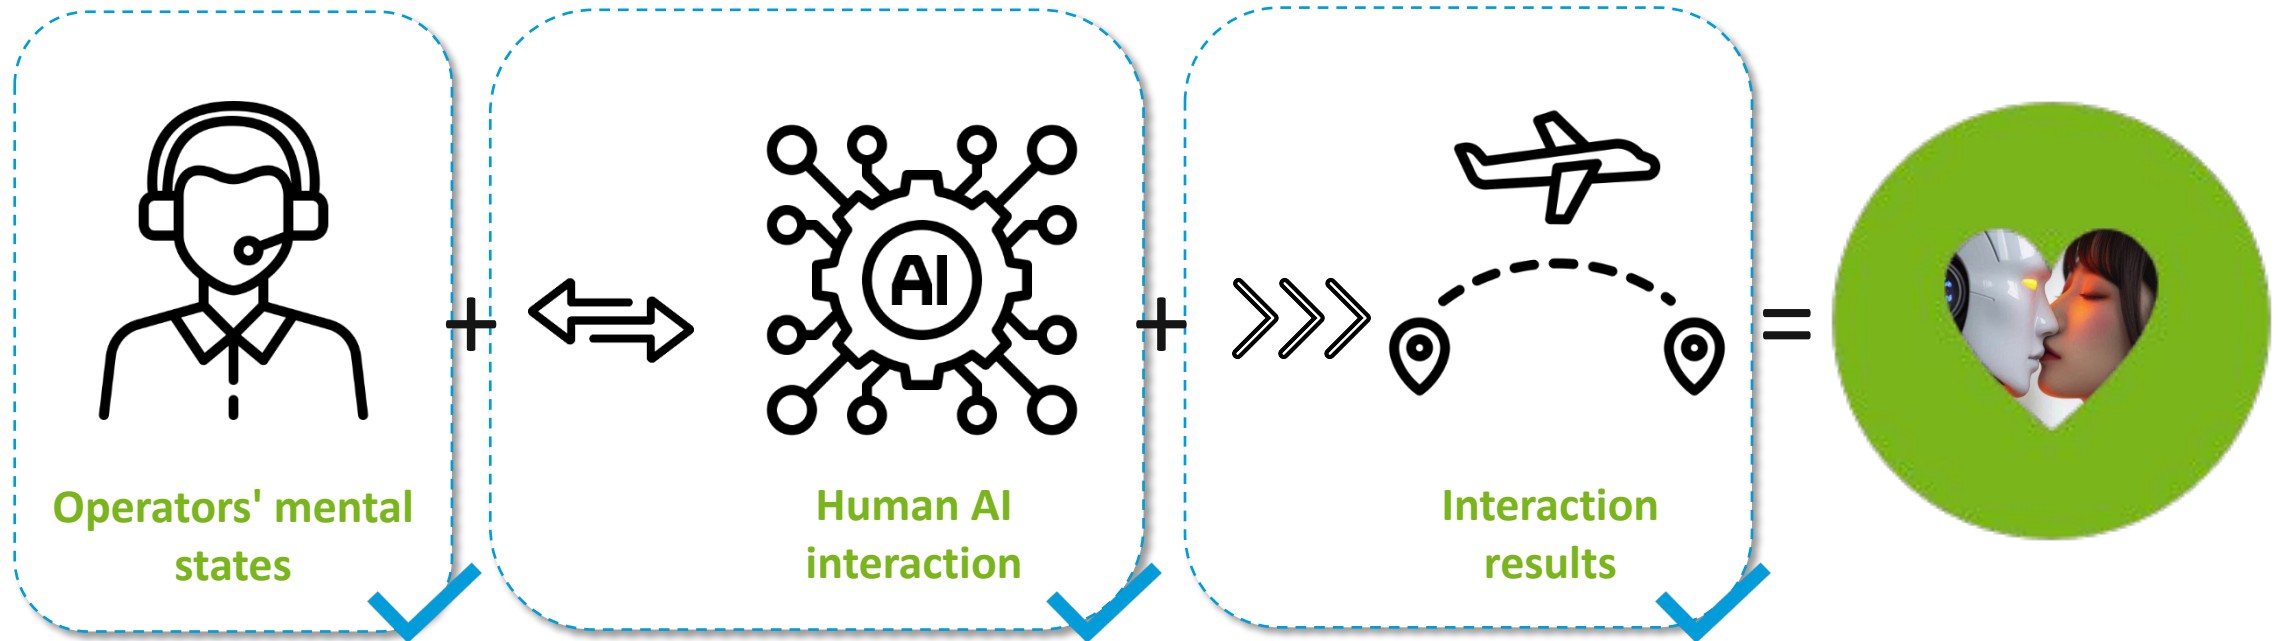 AI
Operators' mental
states
Human AI
interaction
Interaction
results
+
+
=